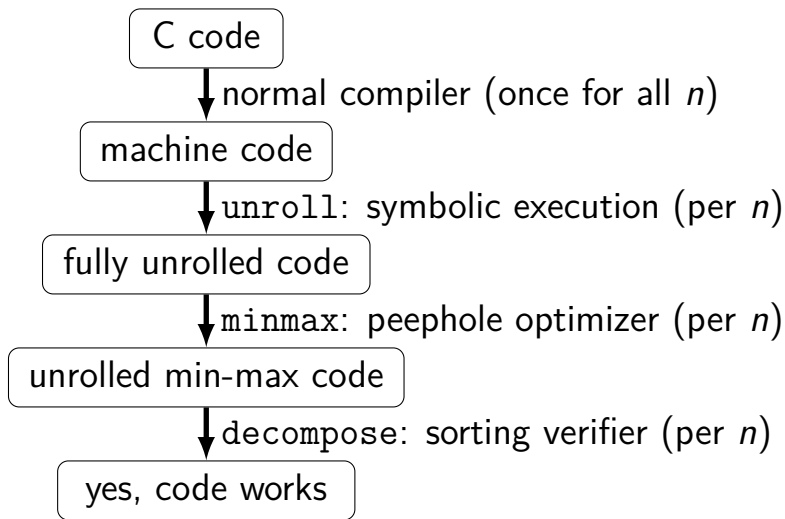 C code
normal compiler (once for all n)
machine code
unroll: symbolic execution (per n)
fully unrolled code
minmax: peephole optimizer (per n)
unrolled min-max code
decompose: sorting verifier (per n)
yes, code works